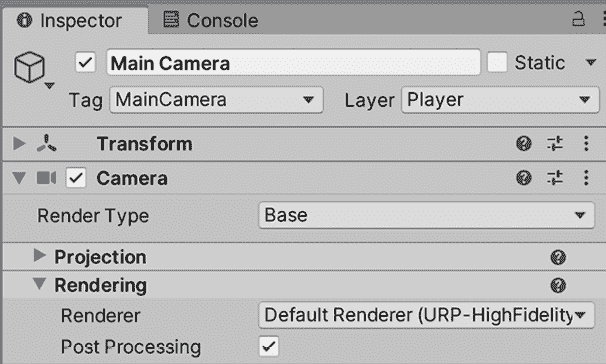 Inspector Console
Main Camera Static
Tag MainCamera Layer Player
Transform
Camera
Render Type Base
Projection
Rendering
Renderer Default Renderer (URP-HighFidelity
Post Processing